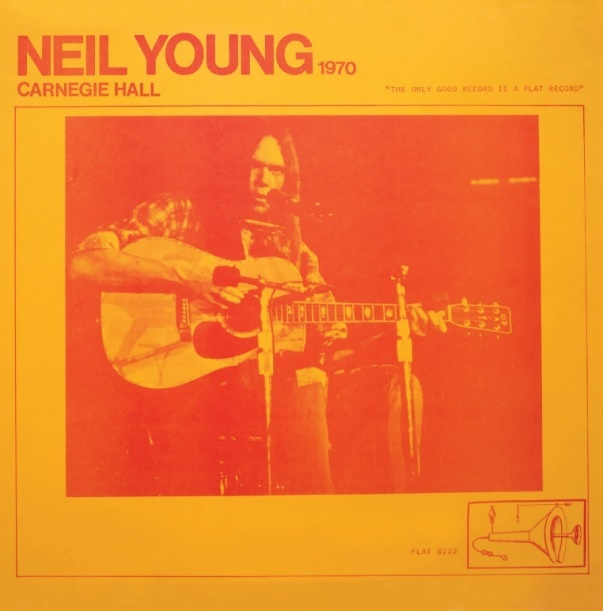 NEIL YOUNG 1970
CARNEGIE HALL
"THE ONLY GOOD RECORD IS A FLAT RECORD"
FLAT 8220